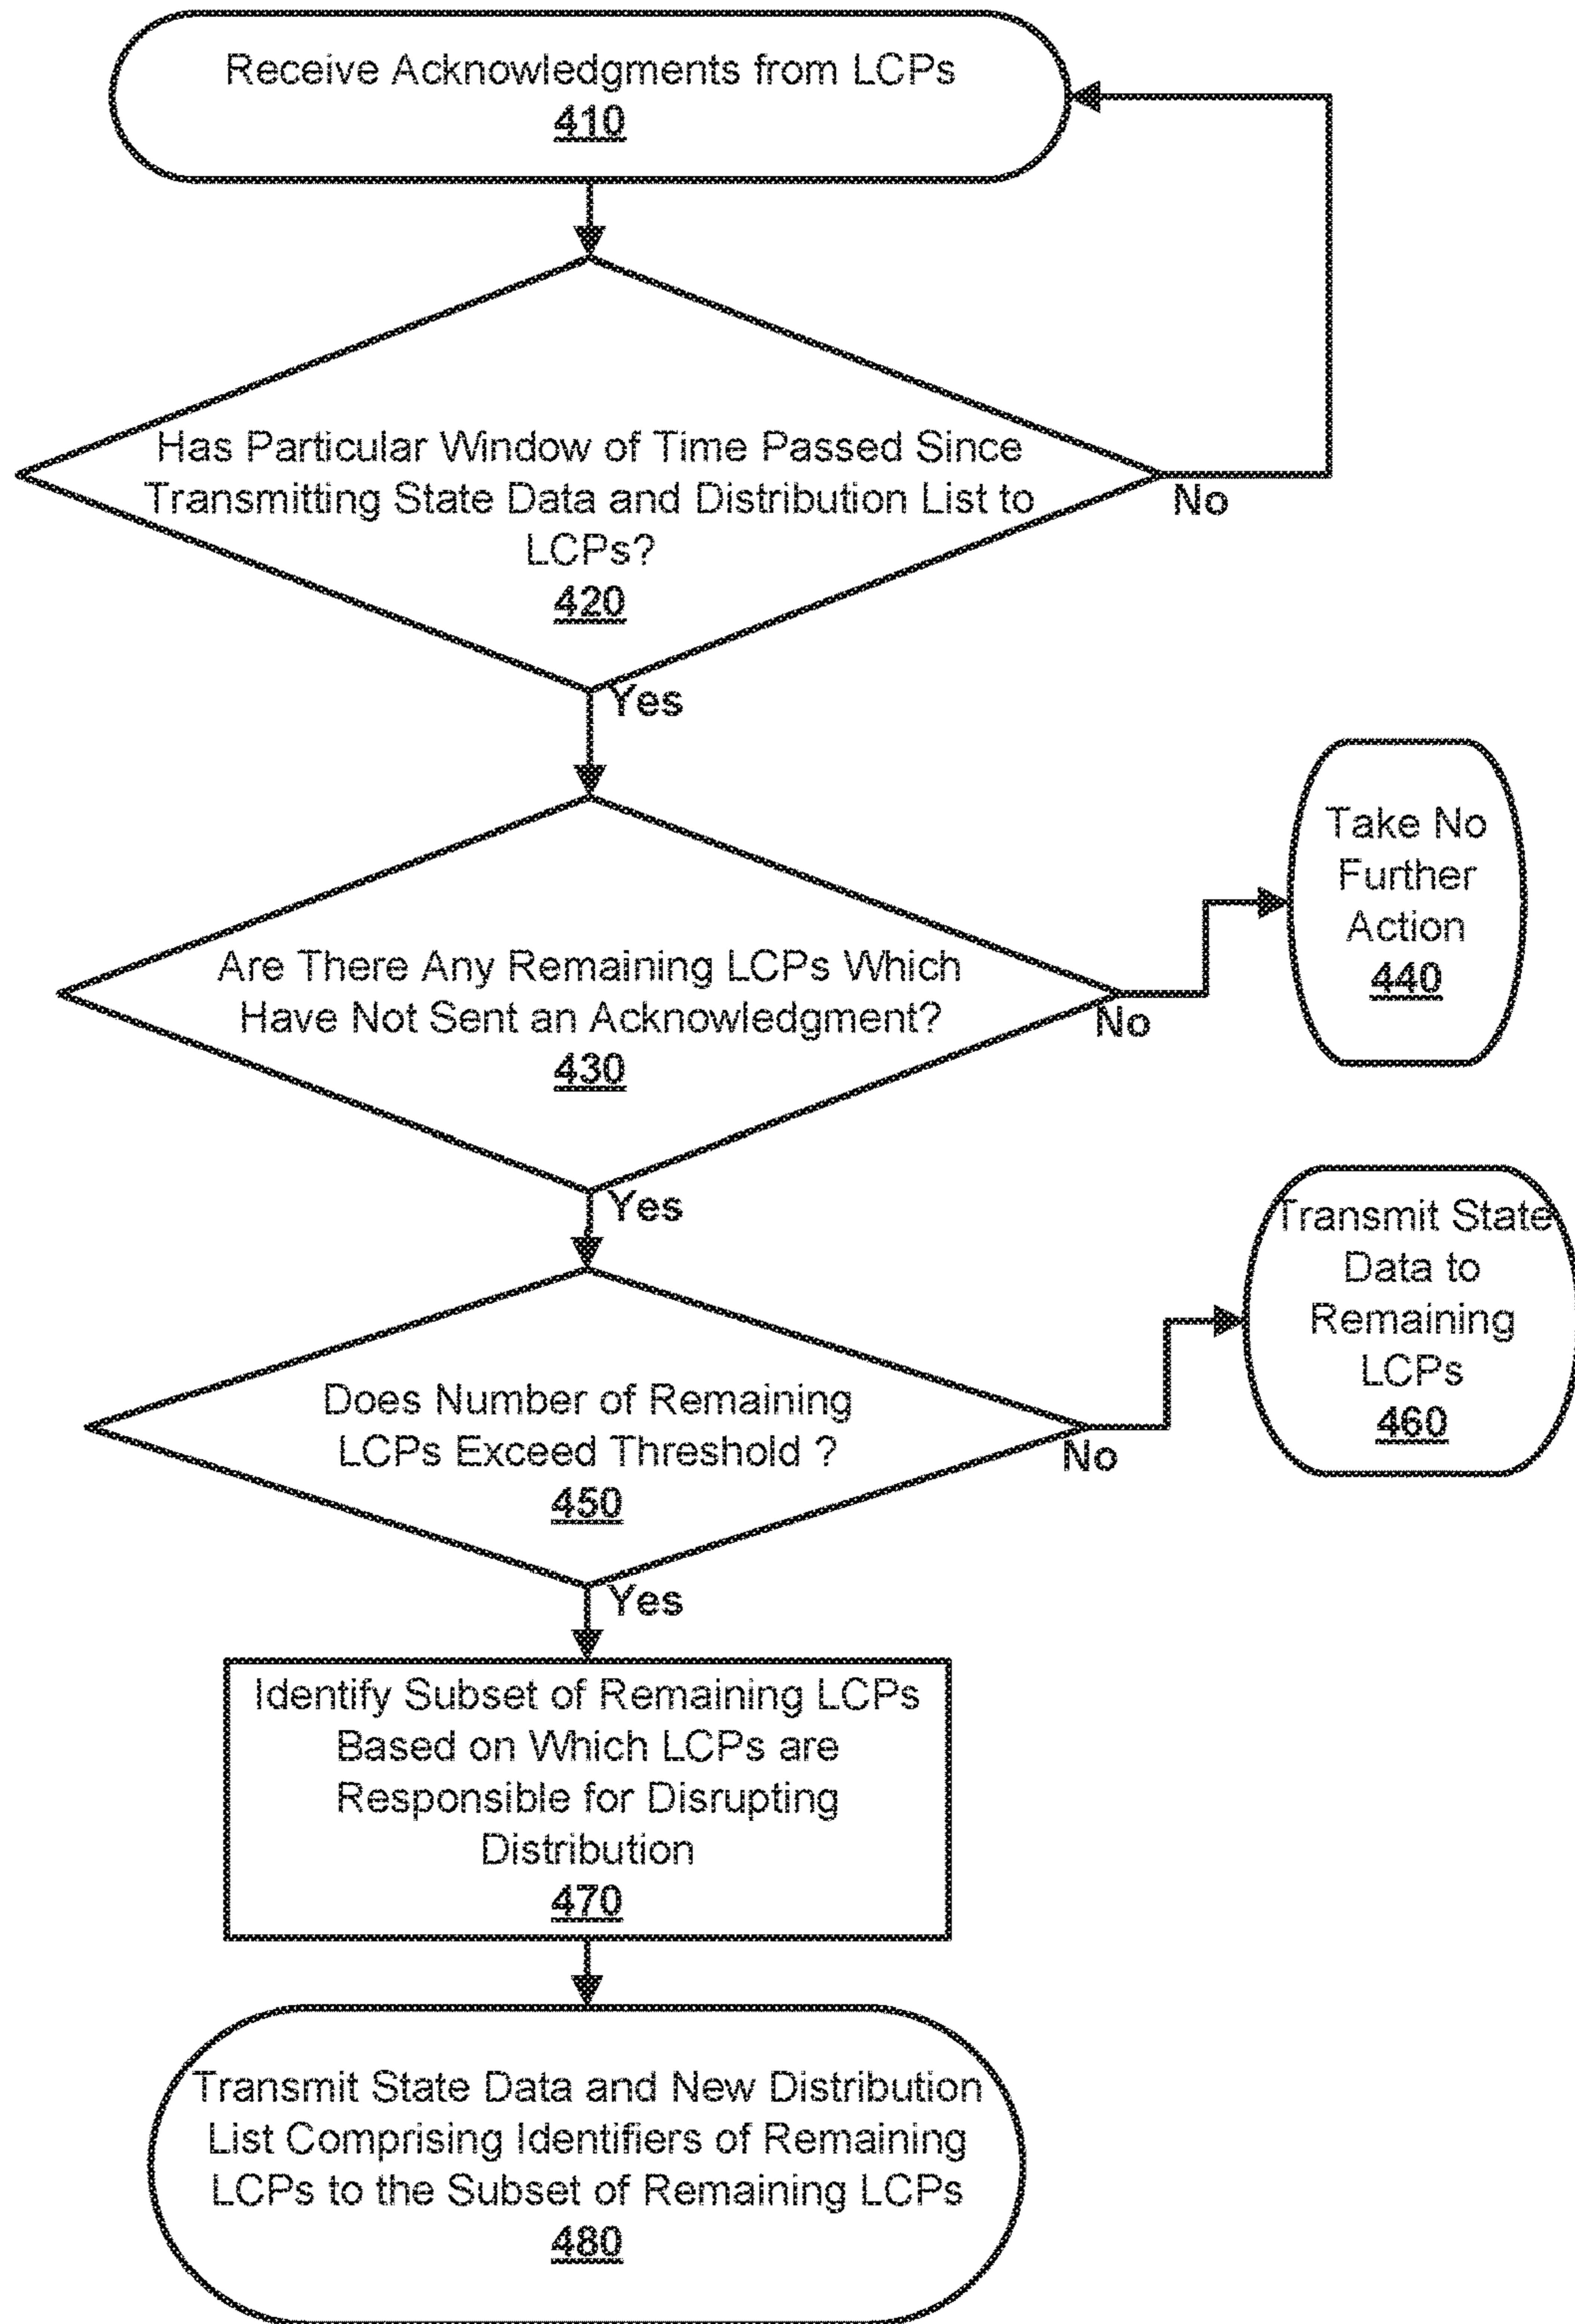 Receive Acknowledgments from LCPs
410
Has Particular Window of Time Passed Since
Transmitting State Data and Distribution List to
LCPs?
420
No
Yes
Are There Any Remaining LCPs Which
Have Not Sent an Acknowledgment?
430
No
Take No
Further
Action
440
Yes
Does Number of Remaining
LCPs Exceed Threshold ?
450
No
Transmit State
Data to
Remaining
LCPs
460
Yes
Identify Subset of Remaining LCPs
Based on Which LCPs are
Responsible for Disrupting
Distribution
470
Transmit State Data and New Distribution
List Comprising Identifiers of Remaining
LCPs to the Subset of Remaining LCPs
480